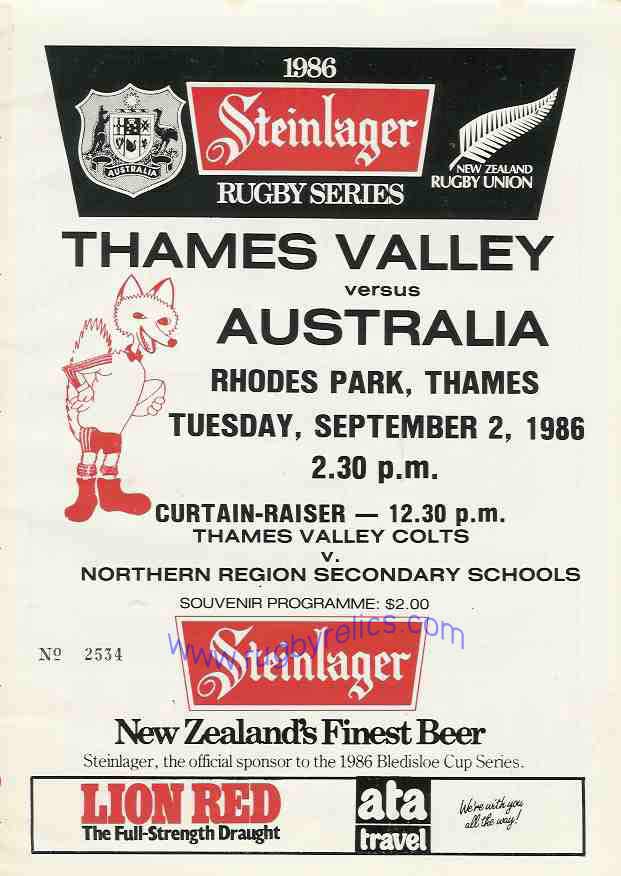 1986
Steinlager
RUGBY SERIES
AUSTRALIA
NEW ZEALAND
RUGBY UNION
THAMES VALLEY
versus
AUSTRALIA
RHODES PARK, THAMES
TUESDAY, SEPTEMBER 2, 1986
2.30 p.m.
CURTAIN-RAISER — 12.30 p.m.
THAMES VALLEY COLTS
v.
NORTHERN REGION SECONDARY SCHOOLS
SOUVENIR PROGRAMME: $2.00
www.rugbyrelics.com
Nº 2534
Steinlager
New Zealand's Finest Beer
Steinlager, the official sponsor to the 1986 Bledisloe Cup Series.
LION RED
The Full-Strength Draught
ata
travel
We're with you
all the way!